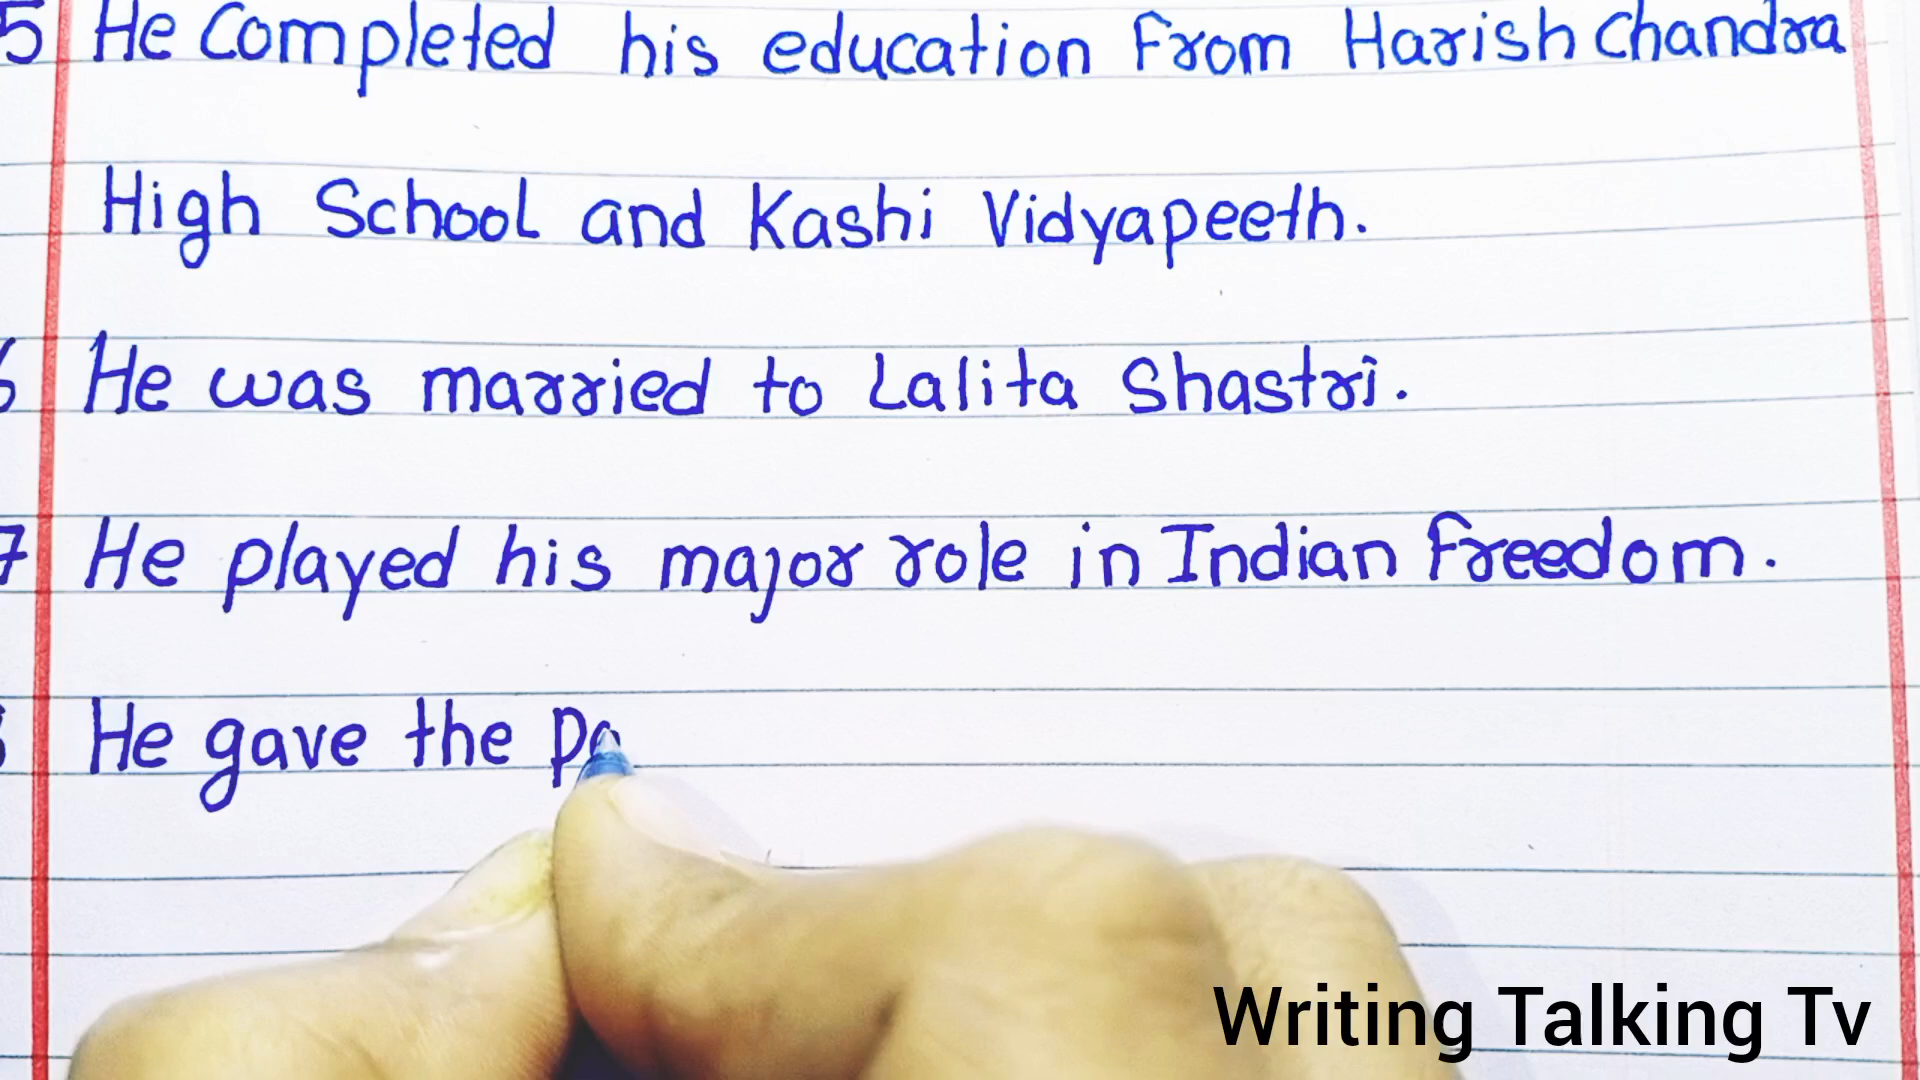 5 He Completed his education From Harish Chandra
High School and Kashi Vidyapeeth.
6 He was married to Lalita Shastri.
7 He played his major role in Indian freedom.
He gave the
Writing Talking Tv